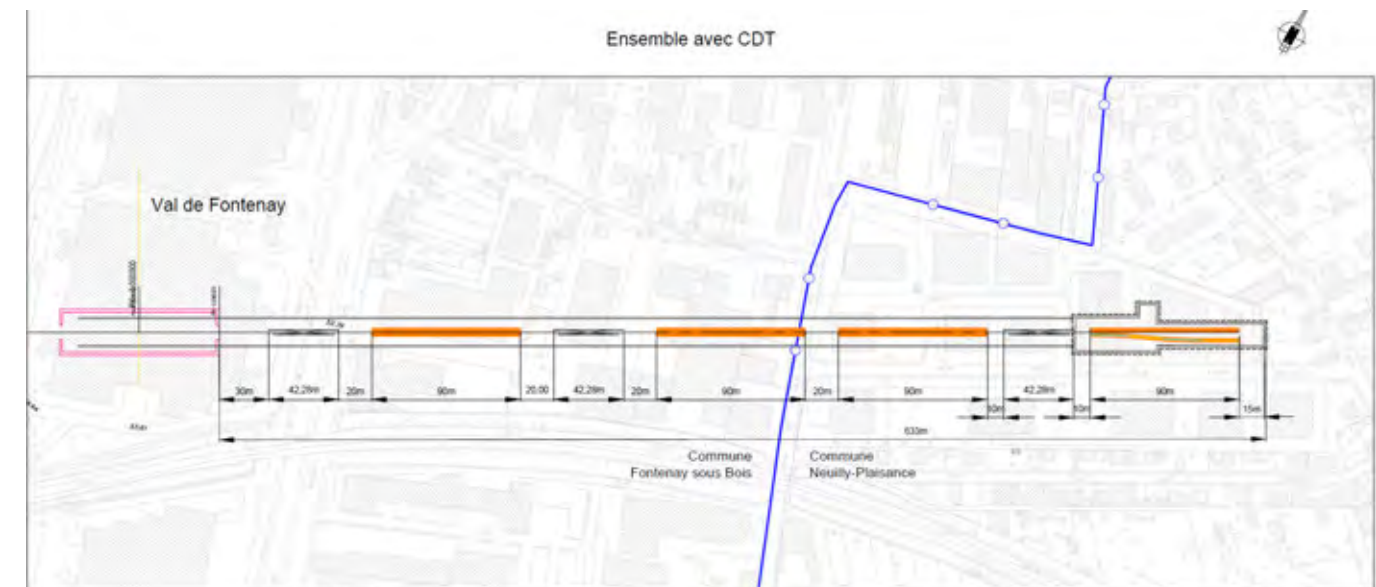 Ensemble avec CDT
Val de Fontenay
30m
42,28m
20m
90m
20,00
42,28m
20m
90m
20m
90m
10m
42,28m
10m
90m
15m
633m
Commune
Fontenay sous Bois
Commune
Neuilly-Plaisance